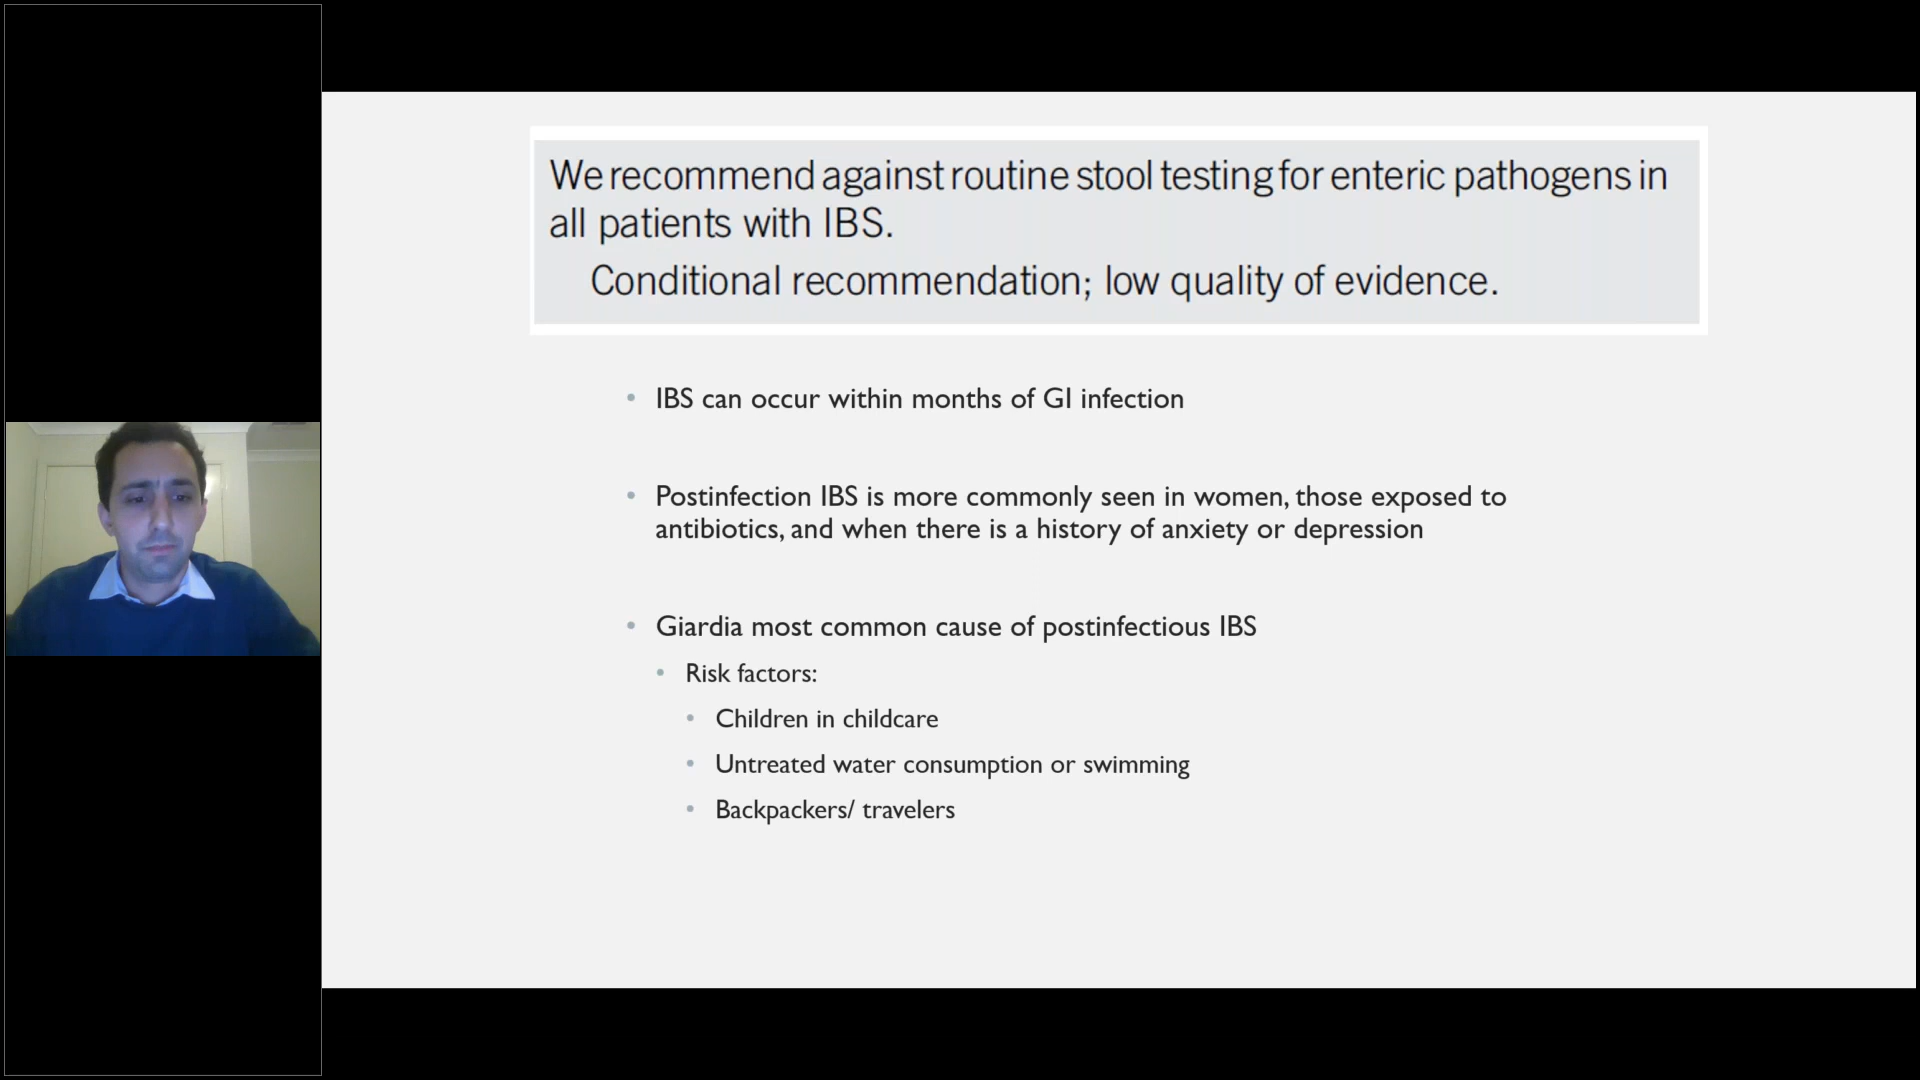 We recommend against routine stool testing for enteric pathogens in
all patients with IBS.
Conditional recommendation; low quality of evidence.
• IBS can occur within months of GI infection
• Postinfection IBS is more commonly seen in women, those exposed to
antibiotics, and when there is a history of anxiety or depression
• Giardia most common cause of postinfectious IBS
• Risk factors:
• Children in childcare
• Untreated water consumption or swimming
• Backpackers/ travelers